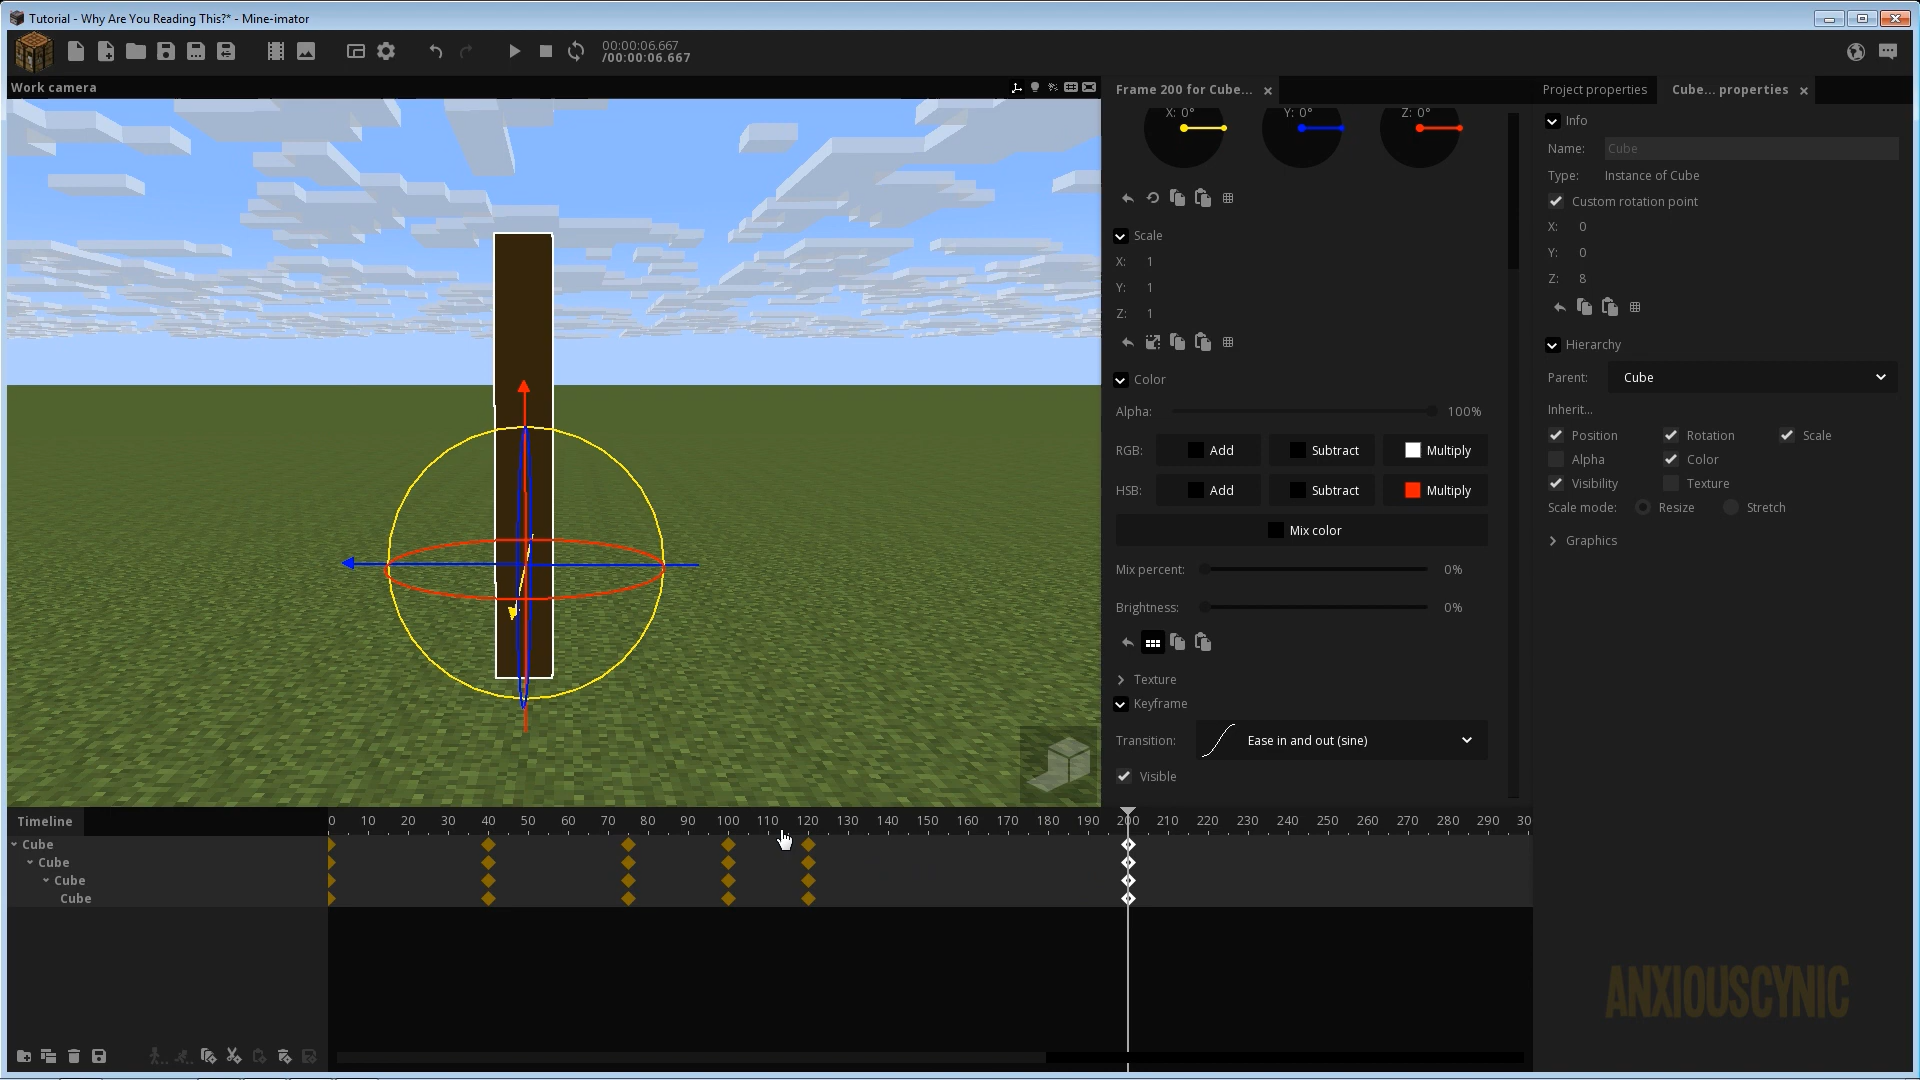 Tutorial - Why Are You Reading This?* - Mine-imator
00:00:06.667
/00:00:06.667
Work camera
Frame 200 for Cube...
Project properties
Cube... properties
X: 0° Y: 0° Z: 0°
Scale
X: 1
Y: 1
Z: 1
Color
Alpha: 100%
RGB: Add Subtract Multiply
HSB: Add Subtract Multiply
Mix color
Mix percent: 0%
Brightness: 0%
Texture
Keyframe
Transition: Ease in and out (sine)
Visible
Info
Name: Cube
Type: Instance of Cube
Custom rotation point
X: 0
Y: 0
Z: 8
Hierarchy
Parent: Cube
Inherit...
Position Rotation Scale
Alpha Color
Visibility Texture
Scale mode: Resize Stretch
Graphics
Timeline
0 10 20 30 40 50 60 70 80 90 100 110 120 130 140 150 160 170 180 190 200 210 220 230 240 250 260 270 280 290 30
Cube
Cube
Cube
Cube
ANXIOUSCYNIC